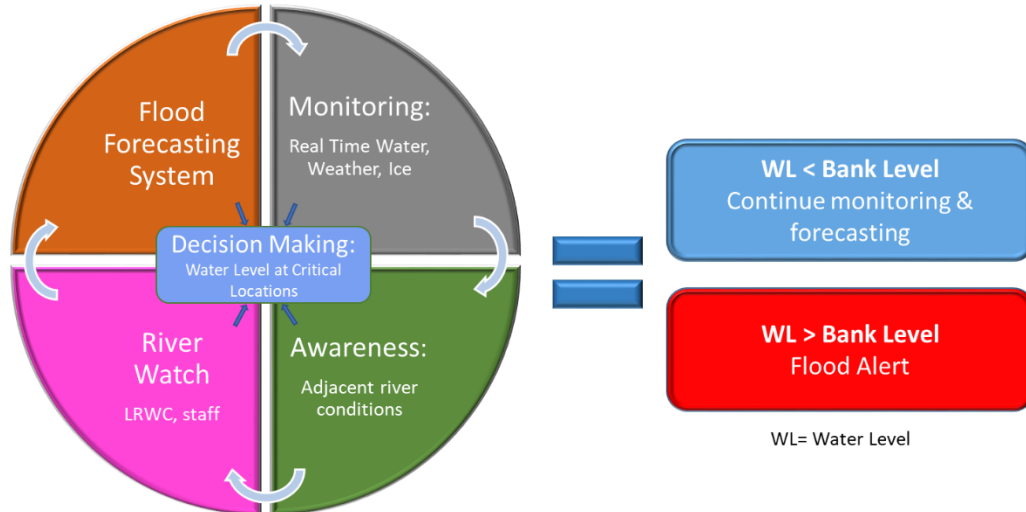 Flood
Forecasting
System
Monitoring:
Real Time Water,
Weather, Ice
Decision Making:
Water Level at Critical
Locations
River
Watch
LRWC, staff
Awareness:
Adjacent river
conditions
WL < Bank Level
Continue monitoring &
forecasting
WL > Bank Level
Flood Alert
WL= Water Level